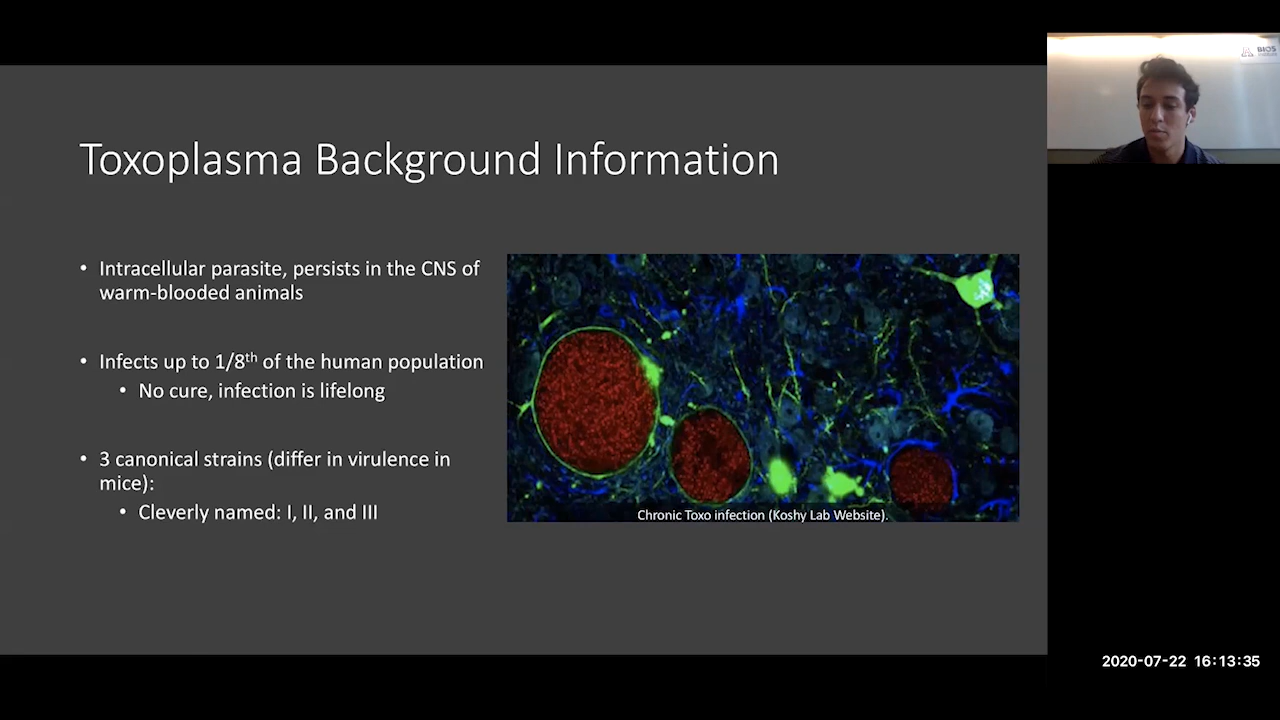 Toxoplasma Background Information
• Intracellular parasite, persists in the CNS of
warm-blooded animals
• Infects up to 1/8th of the human population
• No cure, infection is lifelong
• 3 canonical strains (differ in virulence in
mice):
• Cleverly named: I, II, and III
Chronic Toxo infection (Koshy Lab Website).
BIO5
2020-07-22 16:13:35